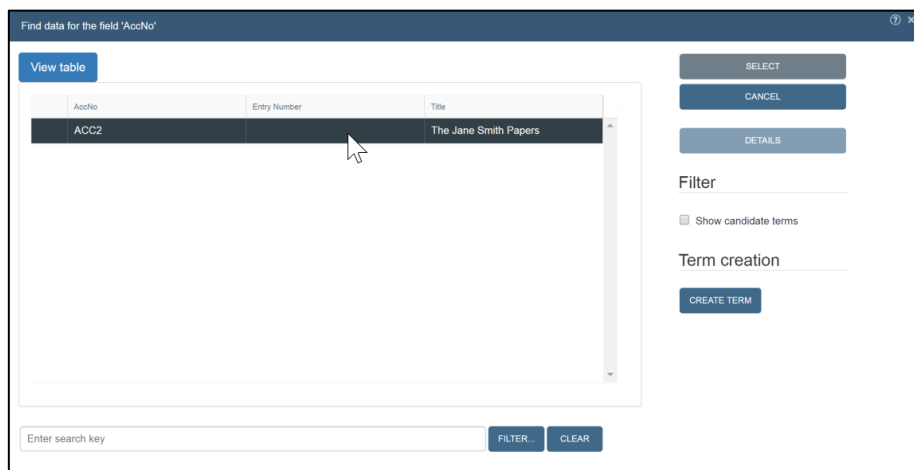 Find data for the field 'AccNo'
View table
AccNo Entry Number Title
ACC2 The Jane Smith Papers
SELECT
CANCEL
DETAILS
Filter
Show candidate terms
Term creation
CREATE TERM
Enter search key FILTER... CLEAR